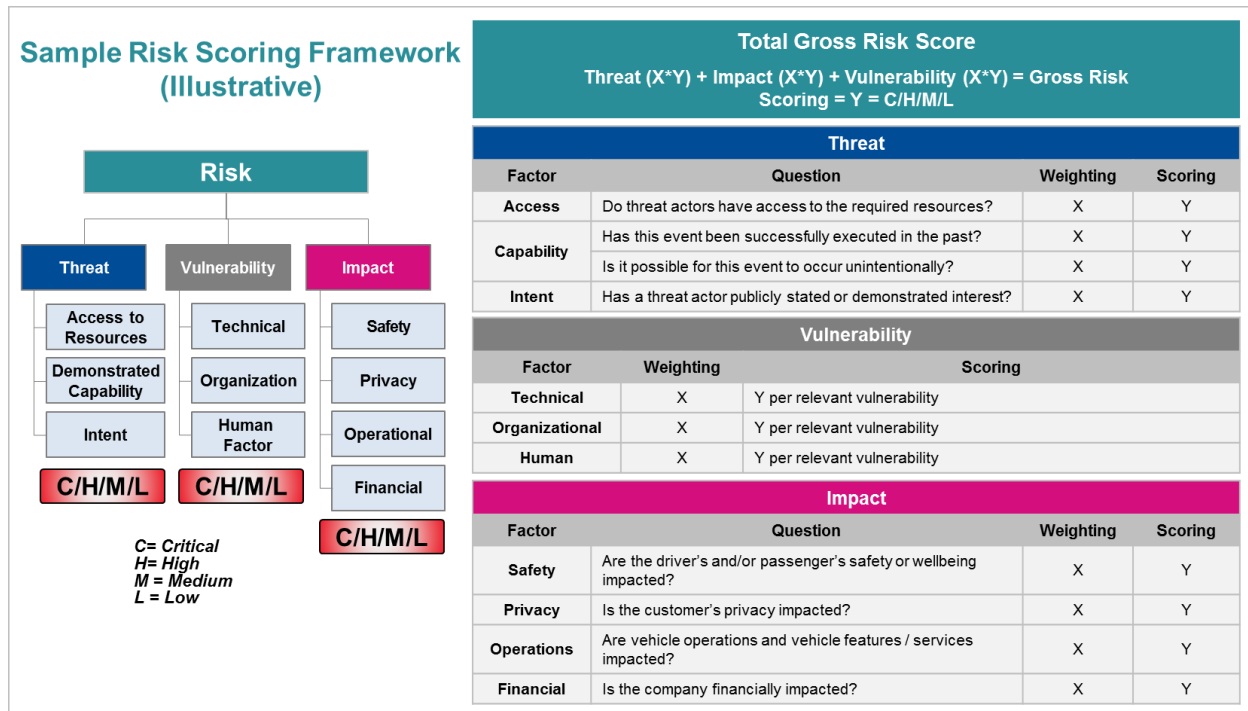 Sample Risk Scoring Framework
(Illustrative)
Risk
Threat
Vulnerability
Impact
Access to
Resources
Demonstrated
Capability
Intent
C/H/M/L
Technical
Organization
Human
Factor
C/H/M/L
Safety
Privacy
Operational
Financial
C/H/M/L
C= Critical
H= High
M = Medium
L = Low
Total Gross Risk Score
Threat (X*Y) + Impact (X*Y) + Vulnerability (X*Y) = Gross Risk
Scoring = Y = C/H/M/L
Threat
Factor Question Weighting Scoring
Access Do threat actors have access to the required resources? X Y
Capability Has this event been successfully executed in the past? X Y
Is it possible for this event to occur unintentionally? X Y
Intent Has a threat actor publicly stated or demonstrated interest? X Y
Vulnerability
Factor Weighting Scoring
Technical X Y per relevant vulnerability
Organizational X Y per relevant vulnerability
Human X Y per relevant vulnerability
Impact
Factor Question Weighting Scoring
Safety Are the driver's and/or passenger's safety or wellbeing
impacted? X Y
Privacy Is the customer's privacy impacted? X Y
Operations Are vehicle operations and vehicle features / services
impacted? X Y
Financial Is the company financially impacted? X Y